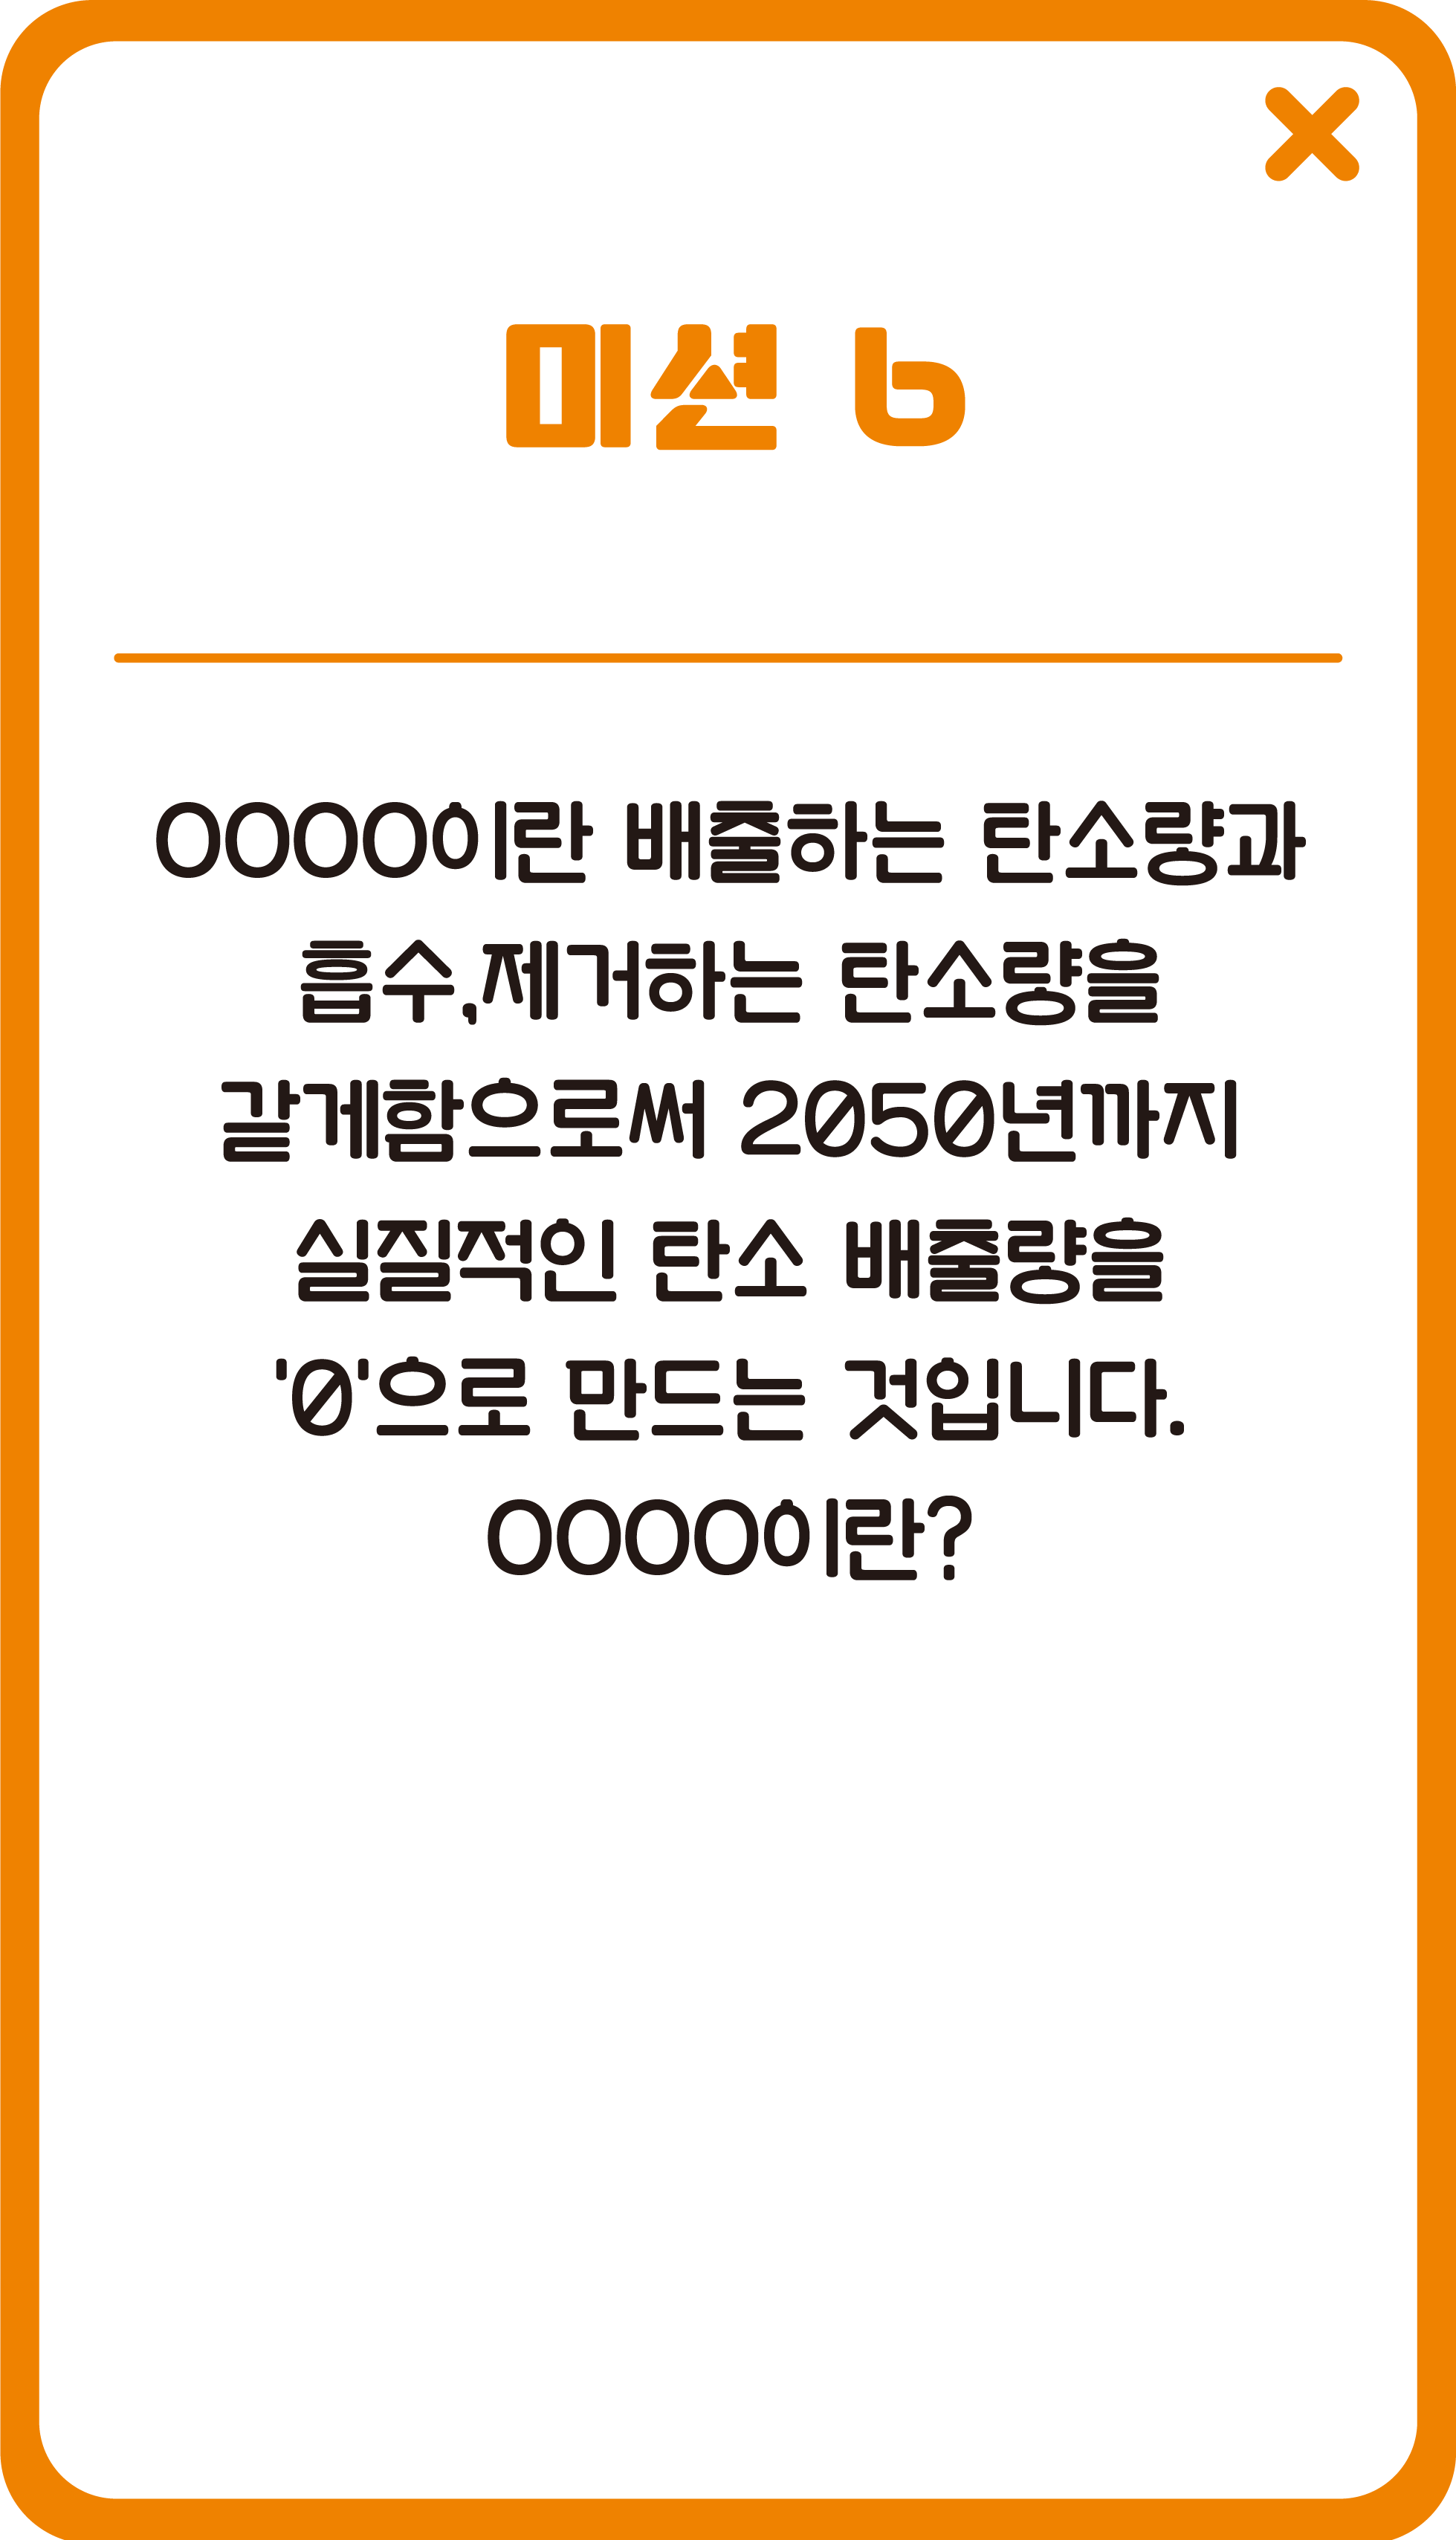 미션 6
OOOO이란 배출하는 탄소량과
흡수,제거하는 탄소량을
같게함으로써 2050년까지
실질적인 탄소 배출량을
'0'으로 만드는 것입니다.
OOOO이란?